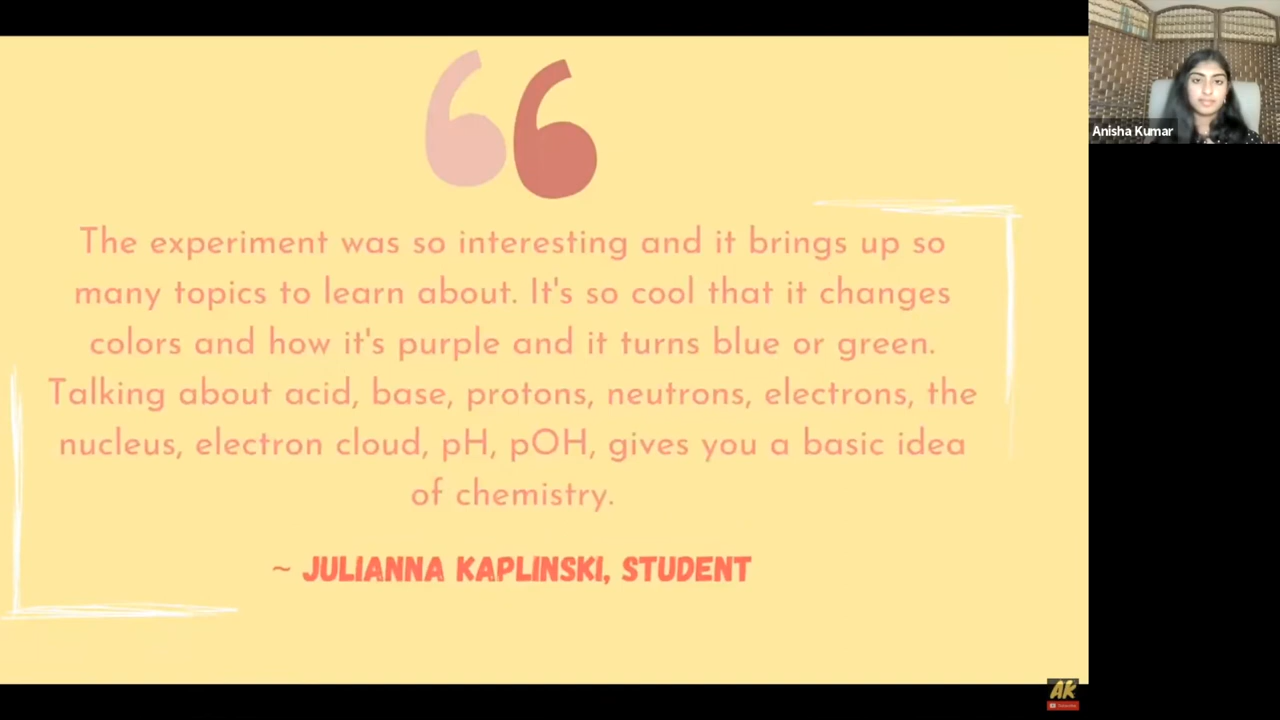 The experiment was so interesting and it brings up so
many topics to learn about. It's so cool that it changes
colors and how it's purple and it turns blue or green.
Talking about acid, base, protons, neutrons, electrons, the
nucleus, electron cloud, pH, pOH, gives you a basic idea
of chemistry.
~ JULIANNA KAPLINSKI, STUDENT
Anisha Kumar
AK
Subscribe